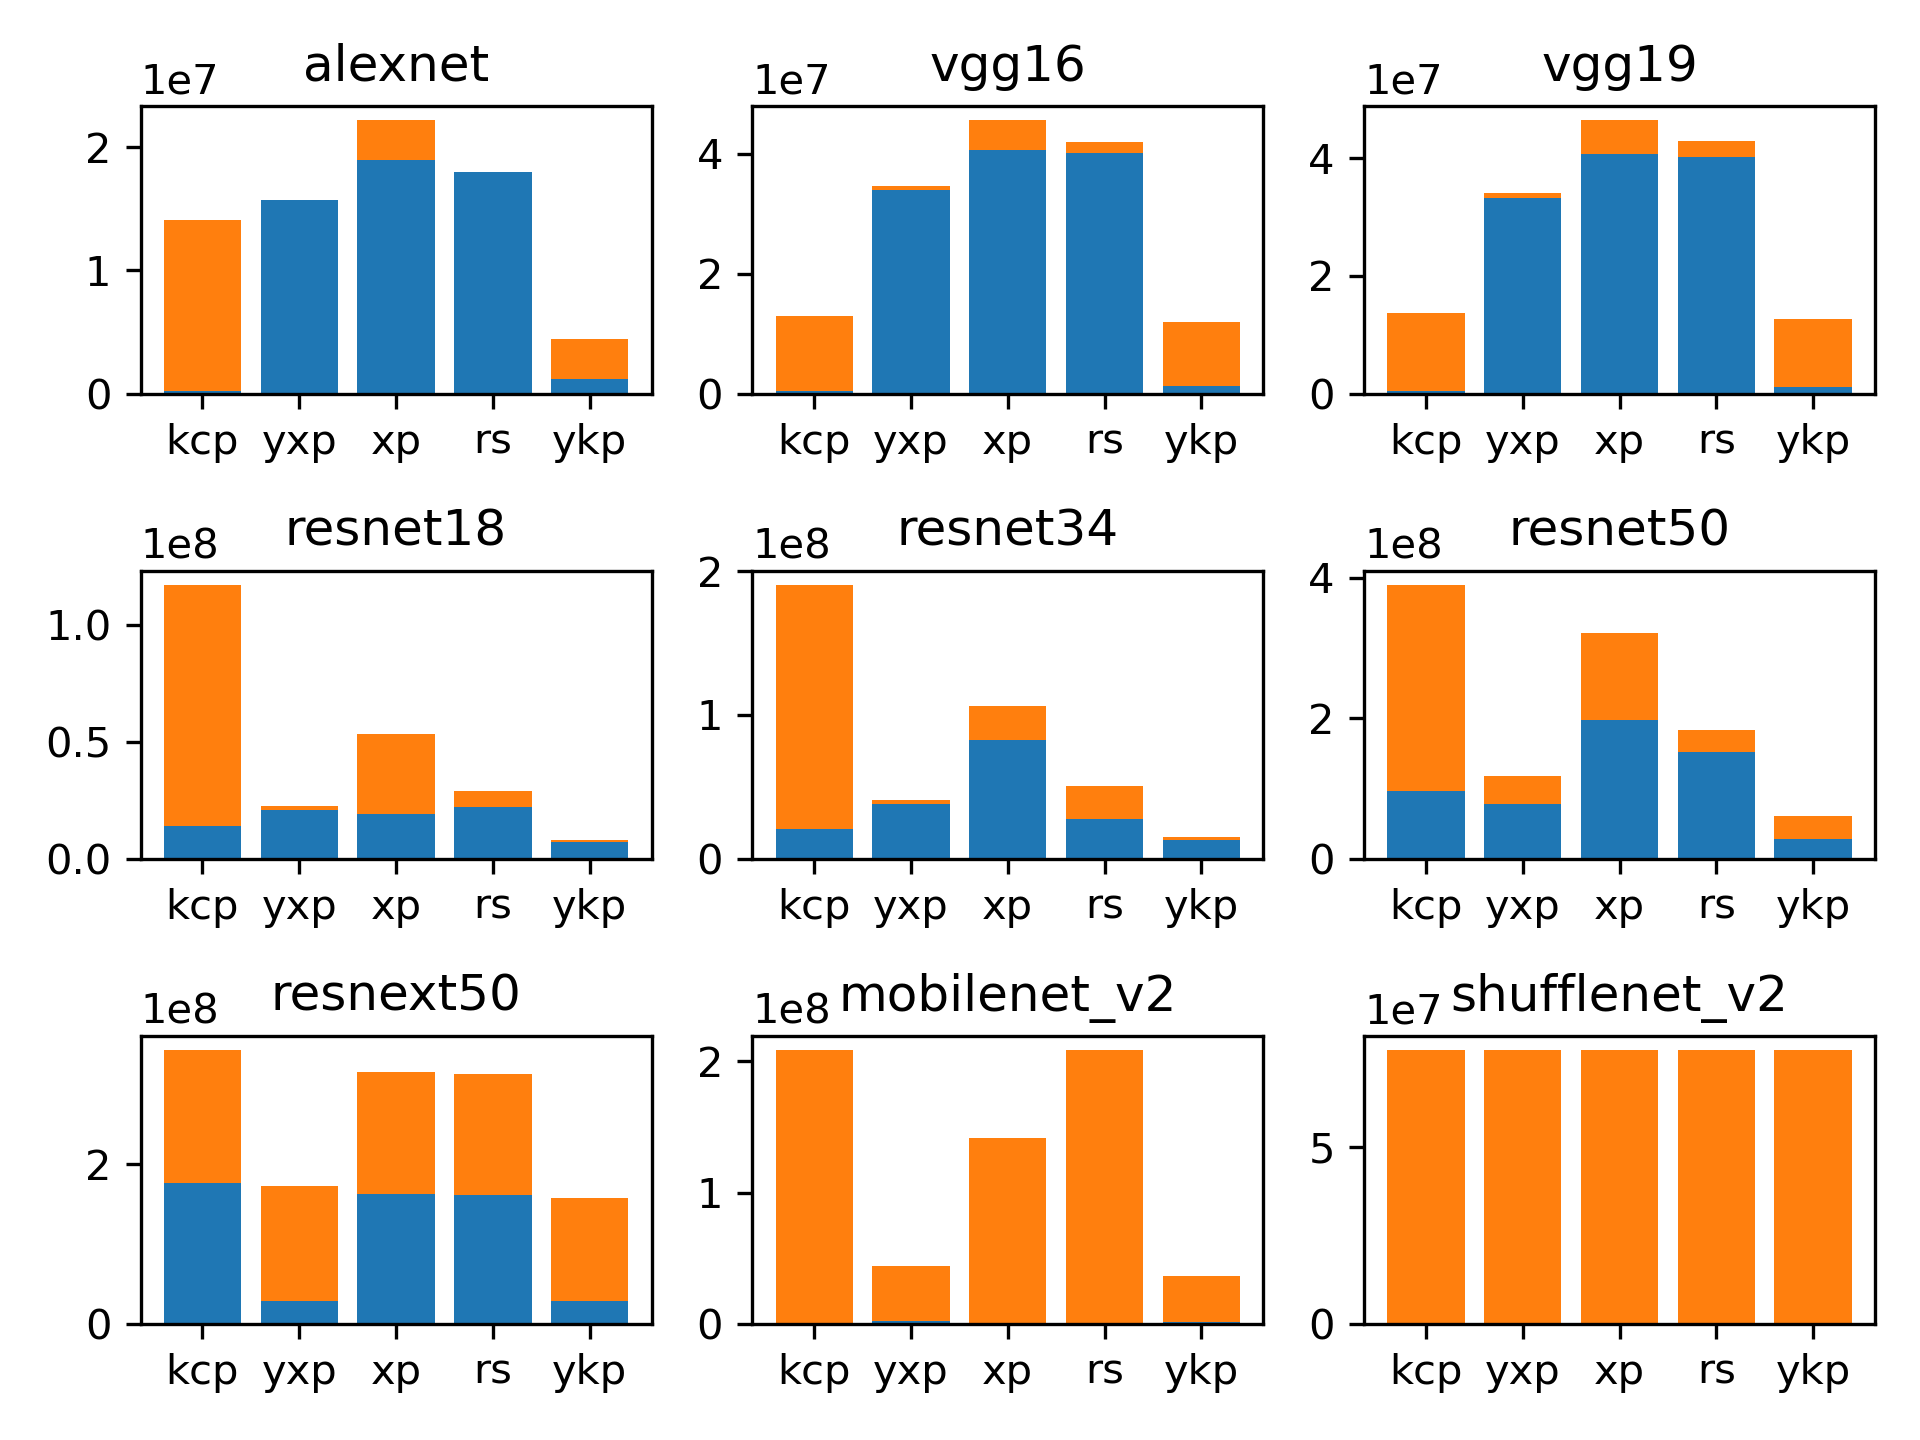 alexnet
1e7
2
1
0
kcp yxp xp rs ykp
vgg16
1e7
4
2
0
kcp yxp xp rs ykp
vgg19
1e7
4
2
0
kcp yxp xp rs ykp
resnet18
1e8
1.0
0.5
0.0
kcp yxp xp rs ykp
resnet34
1e8
2
1
0
kcp yxp xp rs ykp
resnet50
1e8
4
2
0
kcp yxp xp rs ykp
resnext50
1e8
2
0
kcp yxp xp rs ykp
mobilenet_v2
1e8
2
1
0
kcp yxp xp rs ykp
shufflenet_v2
1e7
5
0
kcp yxp xp rs ykp